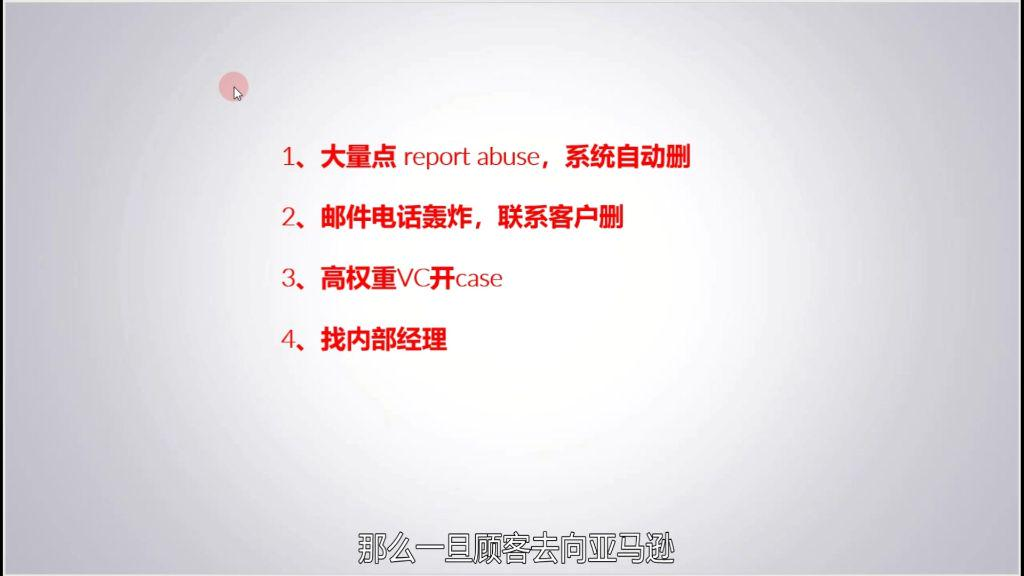 1、大量点 report abuse，系统自动删
2、邮件电话轰炸，联系客户删
3、高权重VC开case
4、找内部经理
那么一旦顾客去向亚马逊